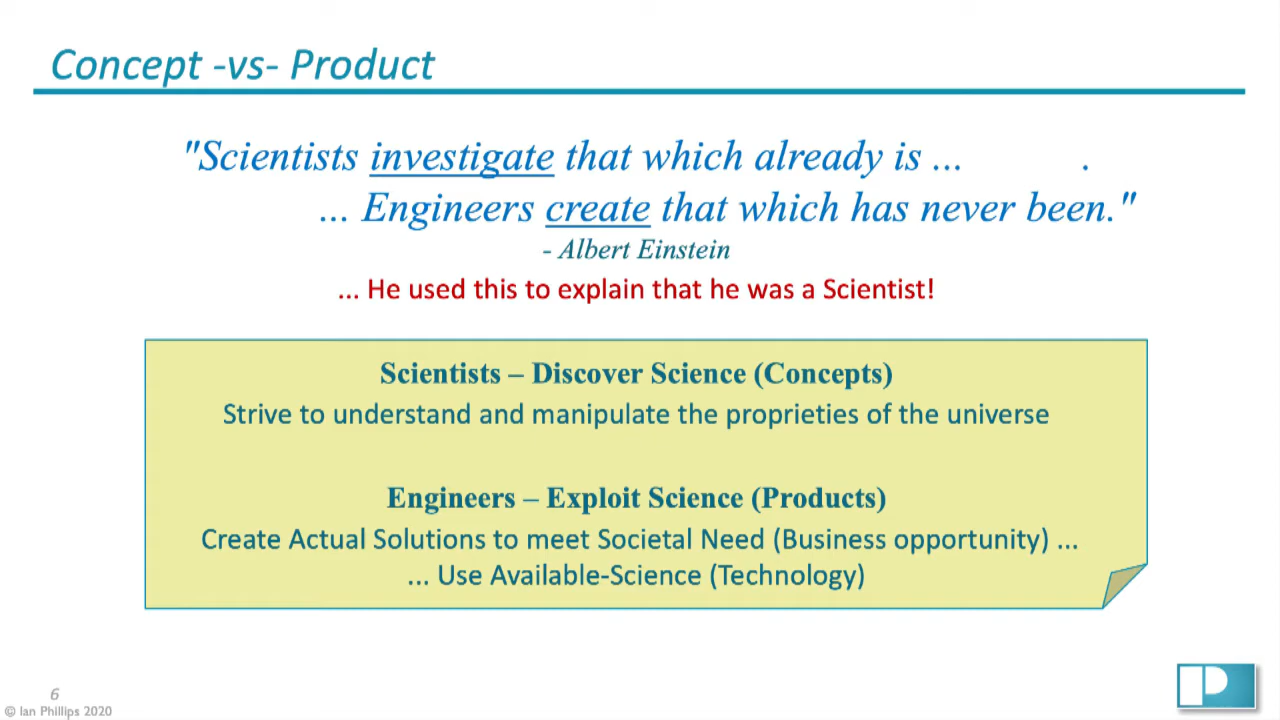 Concept -vs- Product
"Scientists investigate that which already is ... .
... Engineers create that which has never been."
- Albert Einstein
... He used this to explain that he was a Scientist!
Scientists – Discover Science (Concepts)
Strive to understand and manipulate the proprieties of the universe
Engineers – Exploit Science (Products)
Create Actual Solutions to meet Societal Need (Business opportunity) ...
... Use Available-Science (Technology)
6
© Ian Phillips 2020
P